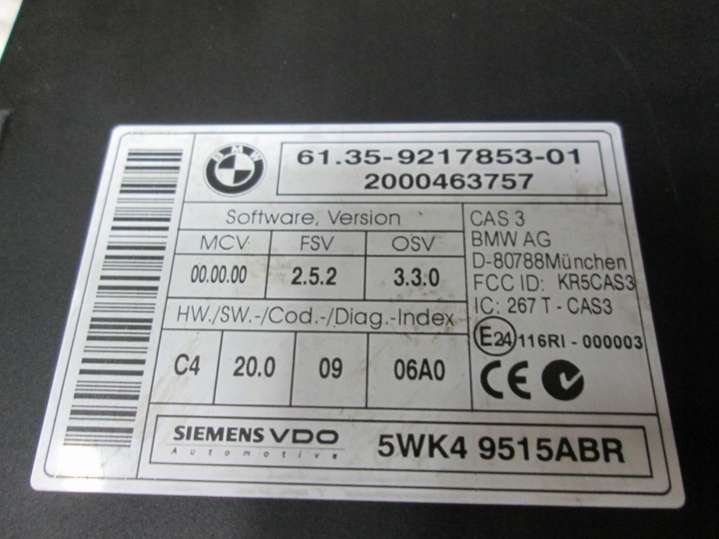 BMW
61.35-9217853-01
2000463757
Software, Version
MCV FSV OSV
00.00.00 2.5.2 3.3.0
HW./SW.-/Cod.-/Diag.-Index
C4 20.0 09 06A0
CAS 3
BMW AG
D-80788München
FCC ID: KR5CAS3
IC: 267 T - CAS3
E24 116RI - 000003
CE
SIEMENS VDO
Automotive
5WK4 9515ABR